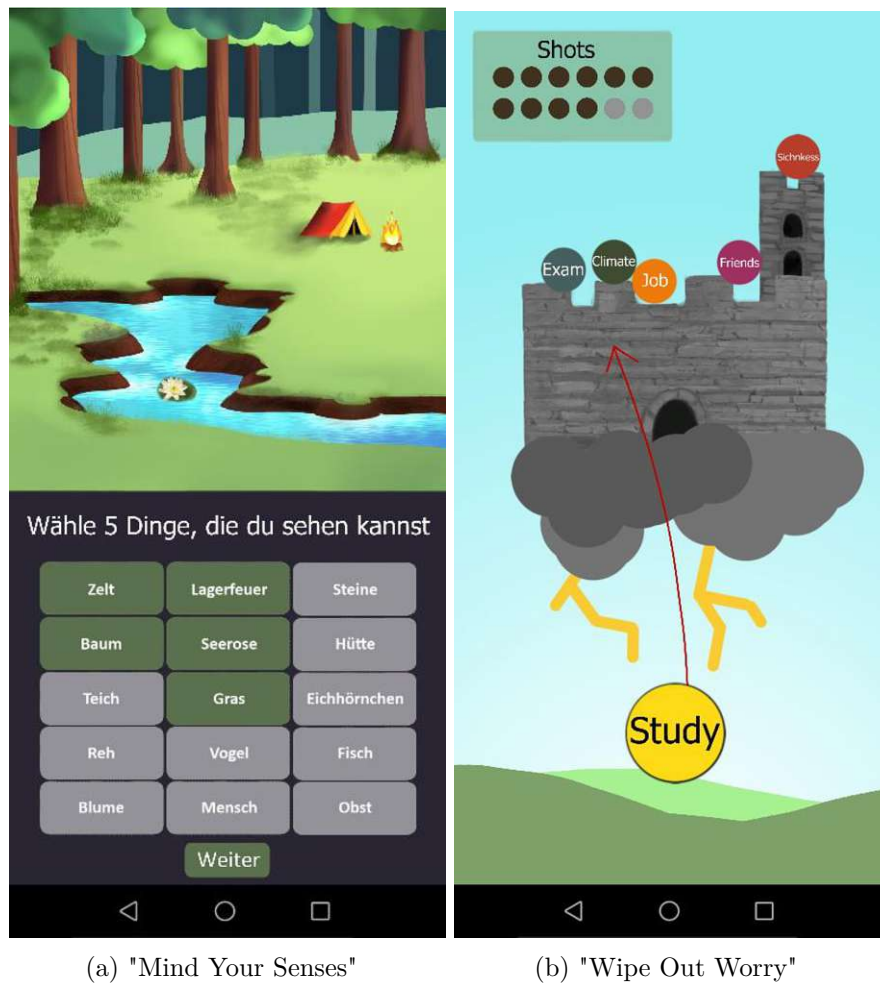 Wähle 5 Dinge, die du sehen kannst
Zelt
Lagerfeuer
Steine
Baum
Seerose
Hütte
Teich
Gras
Eichhörnchen
Reh
Vogel
Fisch
Blume
Mensch
Obst
Weiter
(a) "Mind Your Senses"
Shots
Sichnkess
Exam
Climate
Job
Friends
Study
(b) "Wipe Out Worry"